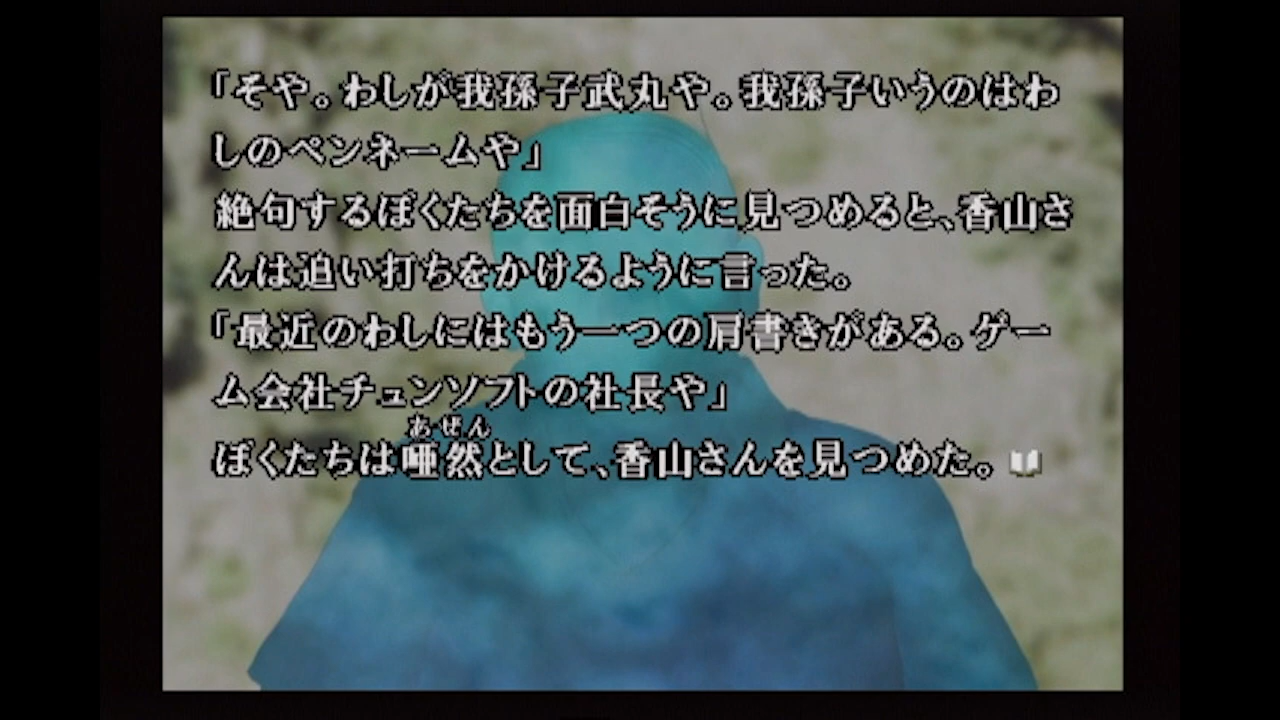 「そや。わしが我孫子武丸や。我孫子いうのはわ
しのペンネームや」
絶句するぼくたちを面白そうに見つめると、香山さ
んは追い打ちをかけるように言った。
「最近のわしにはもう一つの肩書きがある。ゲー
ム会社チュンソフトの社長や」
あぜん
ぼくたちは唖然として、香山さんを見つめた。